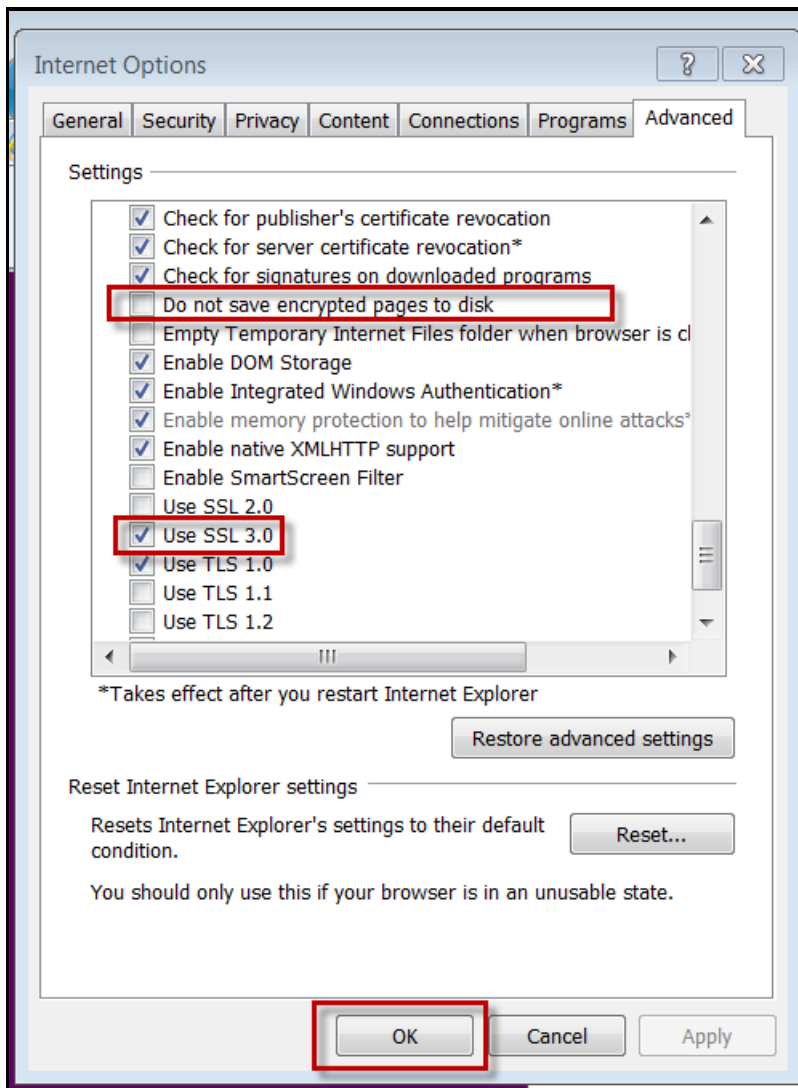 Internet Options
General Security Privacy Content Connections Programs Advanced
Settings
Check for publisher's certificate revocation
Check for server certificate revocation*
Check for signatures on downloaded programs
Do not save encrypted pages to disk
Empty Temporary Internet Files folder when browser is cl
Enable DOM Storage
Enable Integrated Windows Authentication*
Enable memory protection to help mitigate online attacks*
Enable native XMLHTTP support
Enable SmartScreen Filter
Use SSL 2.0
Use SSL 3.0
Use TLS 1.0
Use TLS 1.1
Use TLS 1.2
*Takes effect after you restart Internet Explorer
Restore advanced settings
Reset Internet Explorer settings
Resets Internet Explorer's settings to their default
condition.
Reset...
You should only use this if your browser is in an unusable state.
OK Cancel Apply